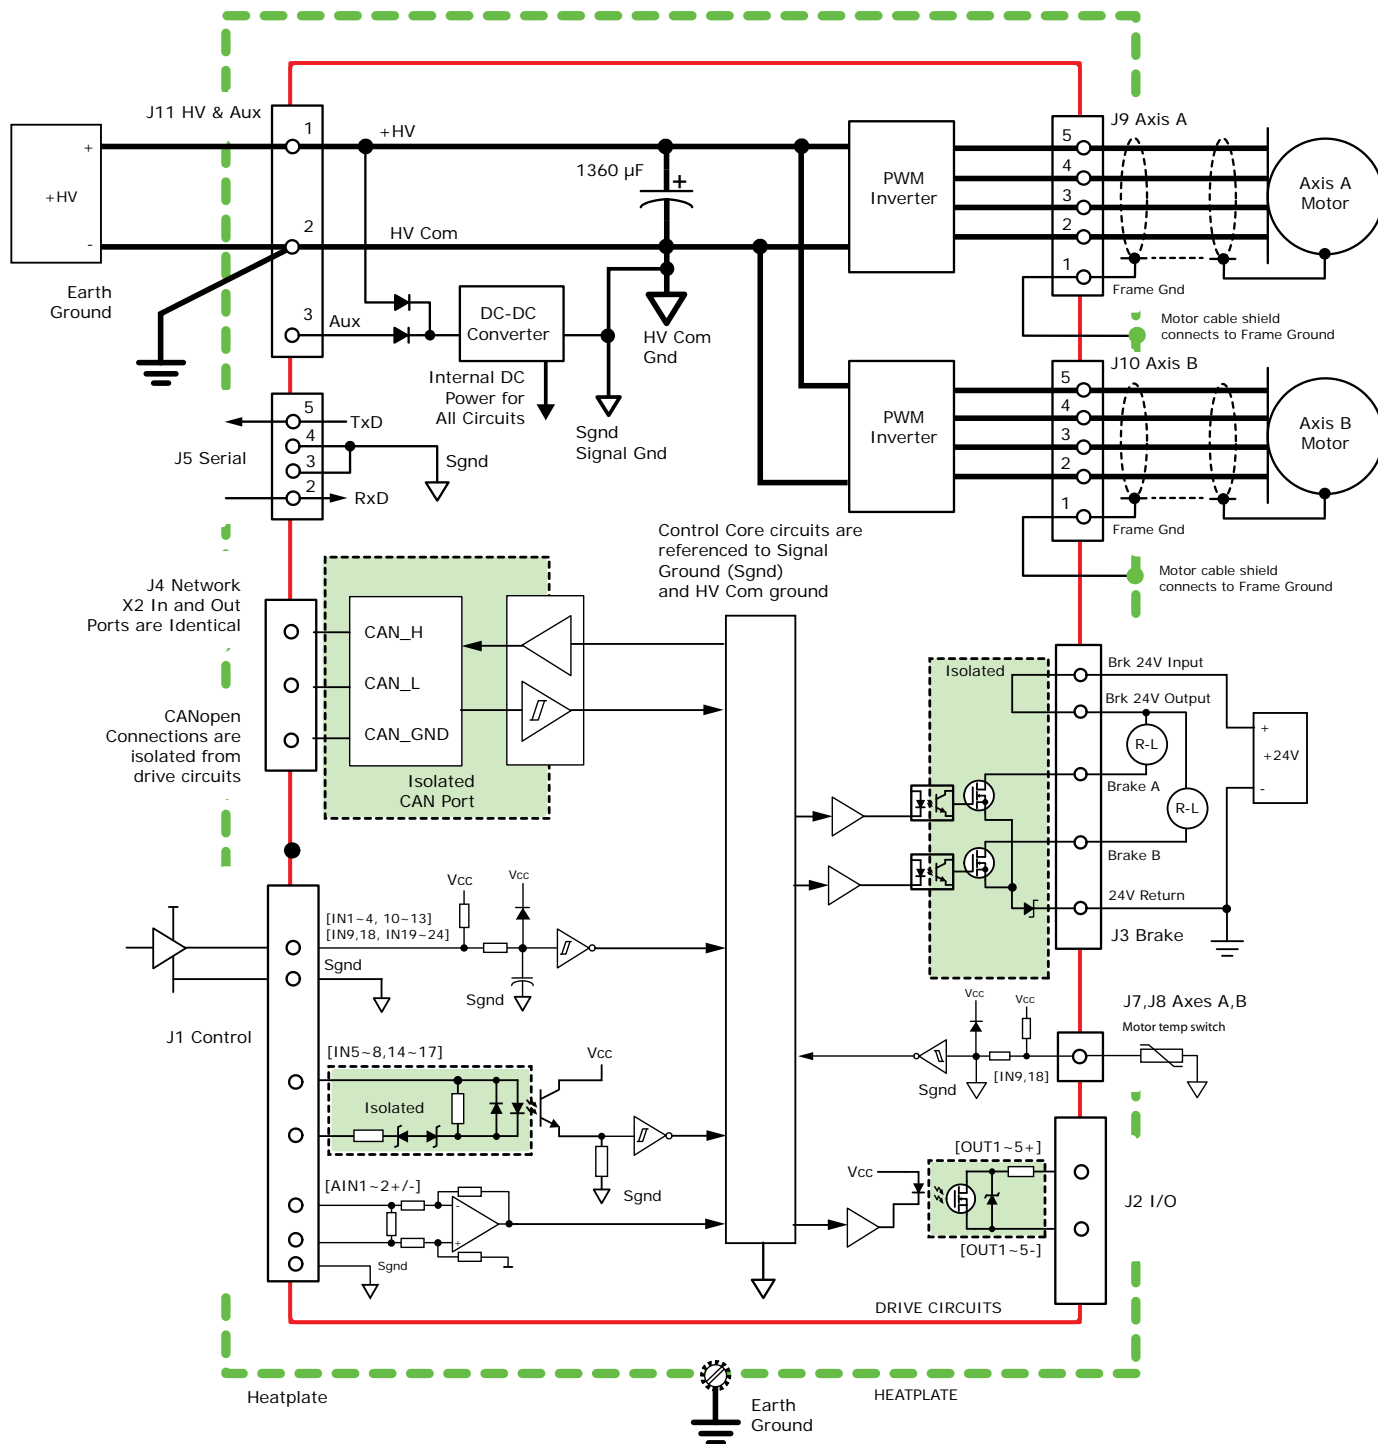 J11 HV & Aux
1
+HV
+
+HV
-
2
HV Com
1360 µF
+
Earth
Ground
3
Aux
DC-DC
Converter
HV Com
Gnd
Internal DC
Power for
All Circuits
Sgnd
Signal Gnd
PWM
Inverter
J9 Axis A
5
4
3
2
1
Axis A
Motor
Frame Gnd
Motor cable shield
connects to Frame Ground
PWM
Inverter
J10 Axis B
5
4
3
2
1
Axis B
Motor
Frame Gnd
Motor cable shield
connects to Frame Ground
J5 Serial
5
TxD
4
3
Sgnd
2
RxD
J4 Network
X2 In and Out
Ports are Identical
CANopen
Connections are
isolated from
drive circuits
CAN_H
CAN_L
CAN_GND
Isolated
CAN Port
Control Core circuits are
referenced to Signal
Ground (Sgnd)
and HV Com ground
Isolated
Brk 24V Input
Brk 24V Output
R-L
Brake A
R-L
Brake B
24V Return
+
+24V
-
J3 Brake
Vcc
Vcc
[IN1~4, 10~13]
[IN9,18, IN19~24]
Sgnd
Sgnd
J1 Control
[IN5~8,14~17]
Isolated
Vcc
Sgnd
[AIN1~2+/-]
-
+
Sgnd
Vcc
Vcc
Sgnd
[IN9,18]
J7,J8 Axes A,B
Motor temp switch
[OUT1~5+]
Vcc
[OUT1~5-]
J2 I/O
DRIVE CIRCUITS
Heatplate
HEATPLATE
Earth
Ground